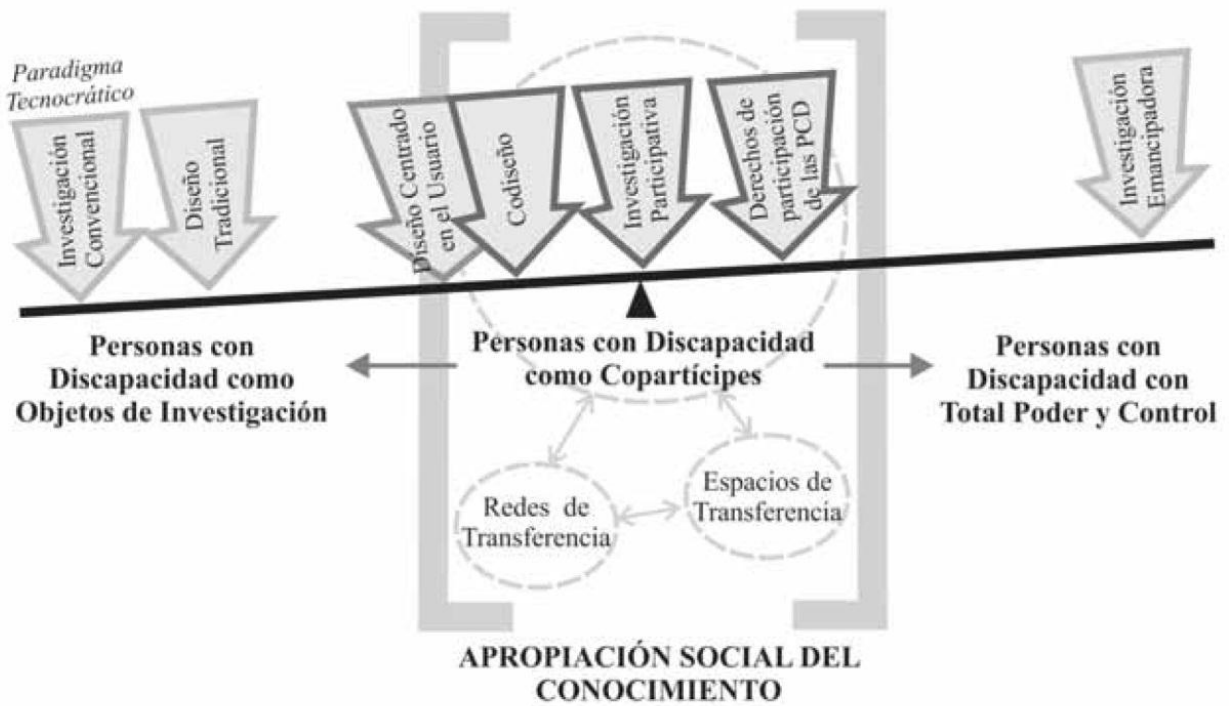 Paradigma
Tecnocrático
Investigación
Convencional
Diseño
Tradicional
Diseño Centrado
en el Usuario
Codiseño
Investigación
Participativa
Derechos de
participación
de las PCD
Investigación
Emancipadora
Personas con
Discapacidad como
Objetos de Investigación
Personas con Discapacidad
como Copartícipes
Personas con
Discapacidad con
Total Poder y Control
Redes de
Transferencia
Espacios de
Transferencia
APROPIACIÓN SOCIAL DEL
CONOCIMIENTO